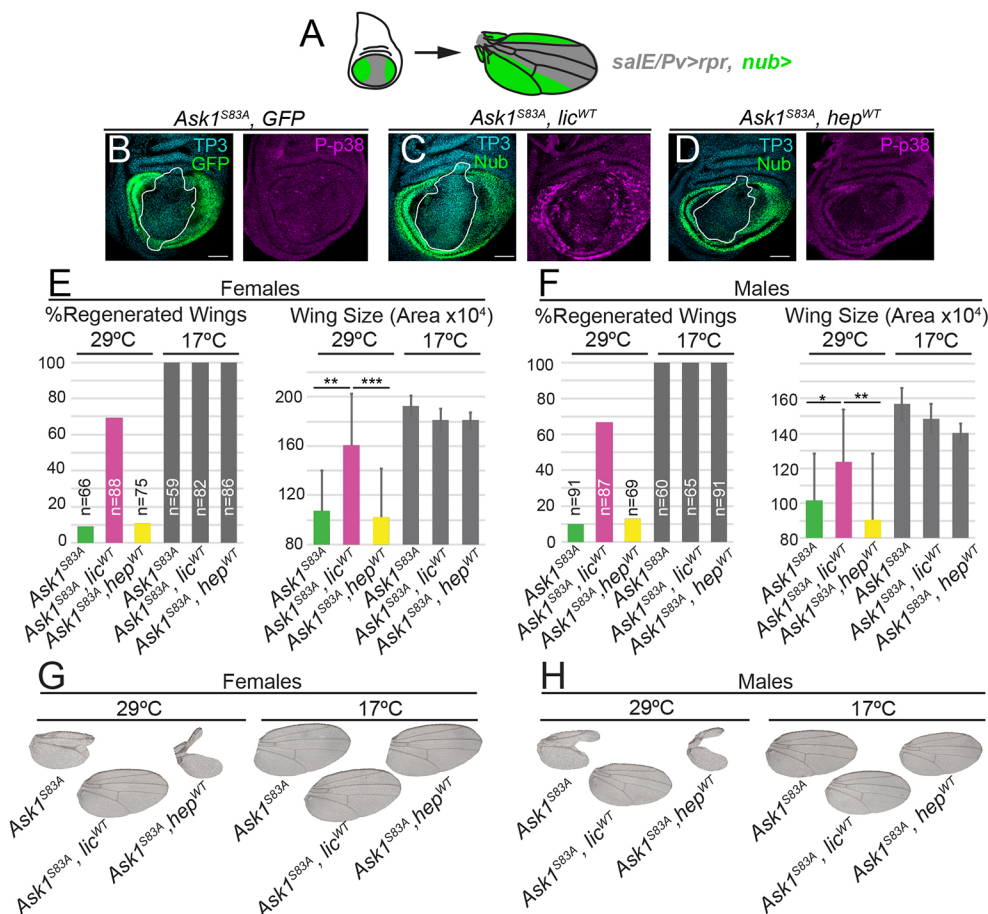 A
salE/Pv>rpr, nub>
Ask1S83A, GFP
Ask1S83A, licWT
Ask1S83A, hepWT
B
TP3
GFP
P-p38
C
TP3
Nub
D
TP3
Nub
P-p38
E
Females
%Regenerated Wings
Wing Size (Area x10⁴)
29ºC
17ºC
29ºC
17ºC
100
80
60
40
20
0
n=66
n=88
n=75
n=59
n=82
n=86
Ask1S83A
Ask1S83A, licWT
Ask1S83A,hepWT
Ask1S83A
Ask1S83A, licWT
Ask1S83A, hepWT
200
160
120
80
**
***
Ask1S83A
Ask1S83A, licWT
Ask1S83A,hepWT
Ask1S83A
Ask1S83A, licWT
Ask1S83A, hepWT
F
Males
%Regenerated Wings
Wing Size (Area x10⁴)
29ºC
17ºC
29ºC
17ºC
100
80
60
40
20
0
n=91
n=87
n=69
n=60
n=65
n=91
Ask1S83A
Ask1S83A, licWT
Ask1S83A,hepWT
Ask1S83A
Ask1S83A, licWT
Ask1S83A, hepWT
160
140
120
100
80
*
**
Ask1S83A
Ask1S83A, licWT
Ask1S83A,hepWT
Ask1S83A
Ask1S83A, licWT
Ask1S83A, hepWT
G
Females
29ºC
17ºC
Ask1S83A
Ask1S83A, licWT
Ask1S83A,hepWT
Ask1S83A
Ask1S83A, licWT
Ask1S83A, hepWT
H
Males
29ºC
17ºC
Ask1S83A
Ask1S83A, licWT
Ask1S83A,hepWT
Ask1S83A
Ask1S83A, licWT
Ask1S83A, hepWT